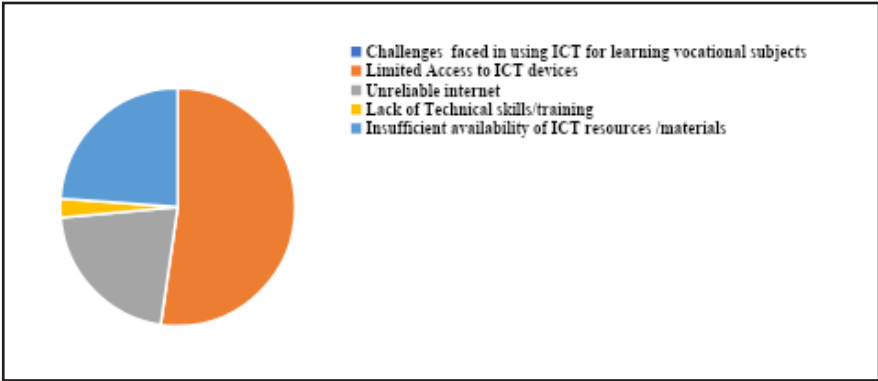 Challenges faced in using ICT for learning vocational subjects
Limited Access to ICT devices
Unreliable internet
Lack of Technical skills/training
Insufficient availability of ICT resources /materials